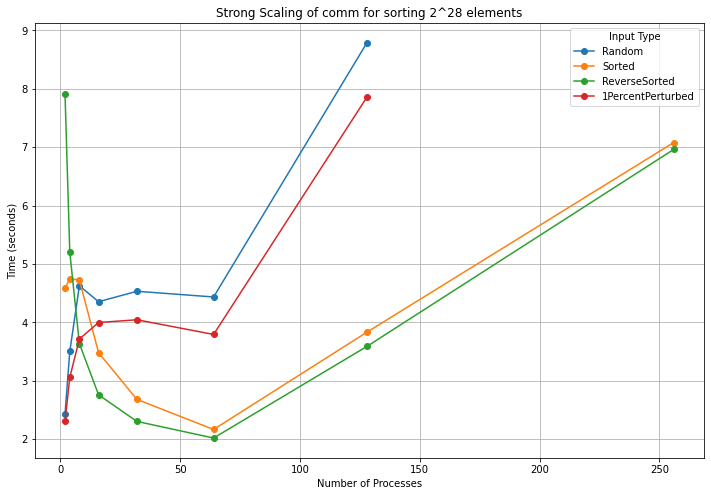 Strong Scaling of comm for sorting 2^28 elements
Input Type
Random
Sorted
ReverseSorted
1PercentPerturbed
Time (seconds)
9
8
7
6
5
4
3
2
0
50
100
150
200
250
Number of Processes